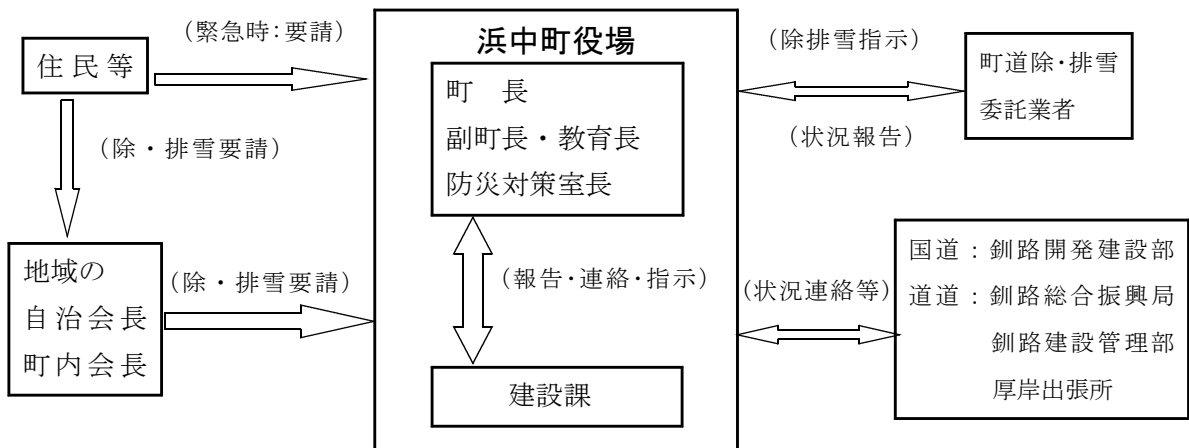 住民等
(緊急時:要請)
(除・排雪要請)
地域の
自治会長
町内会長
(除・排雪要請)
浜中町役場
町　長
副町長・教育長
防災対策室長
(報告・連絡・指示)
建設課
(除排雪指示)
(状況報告)
町道除・排雪
委託業者
(状況連絡等)
国道：釧路開発建設部
道道：釧路総合振興局
釧路建設管理部
厚岸出張所